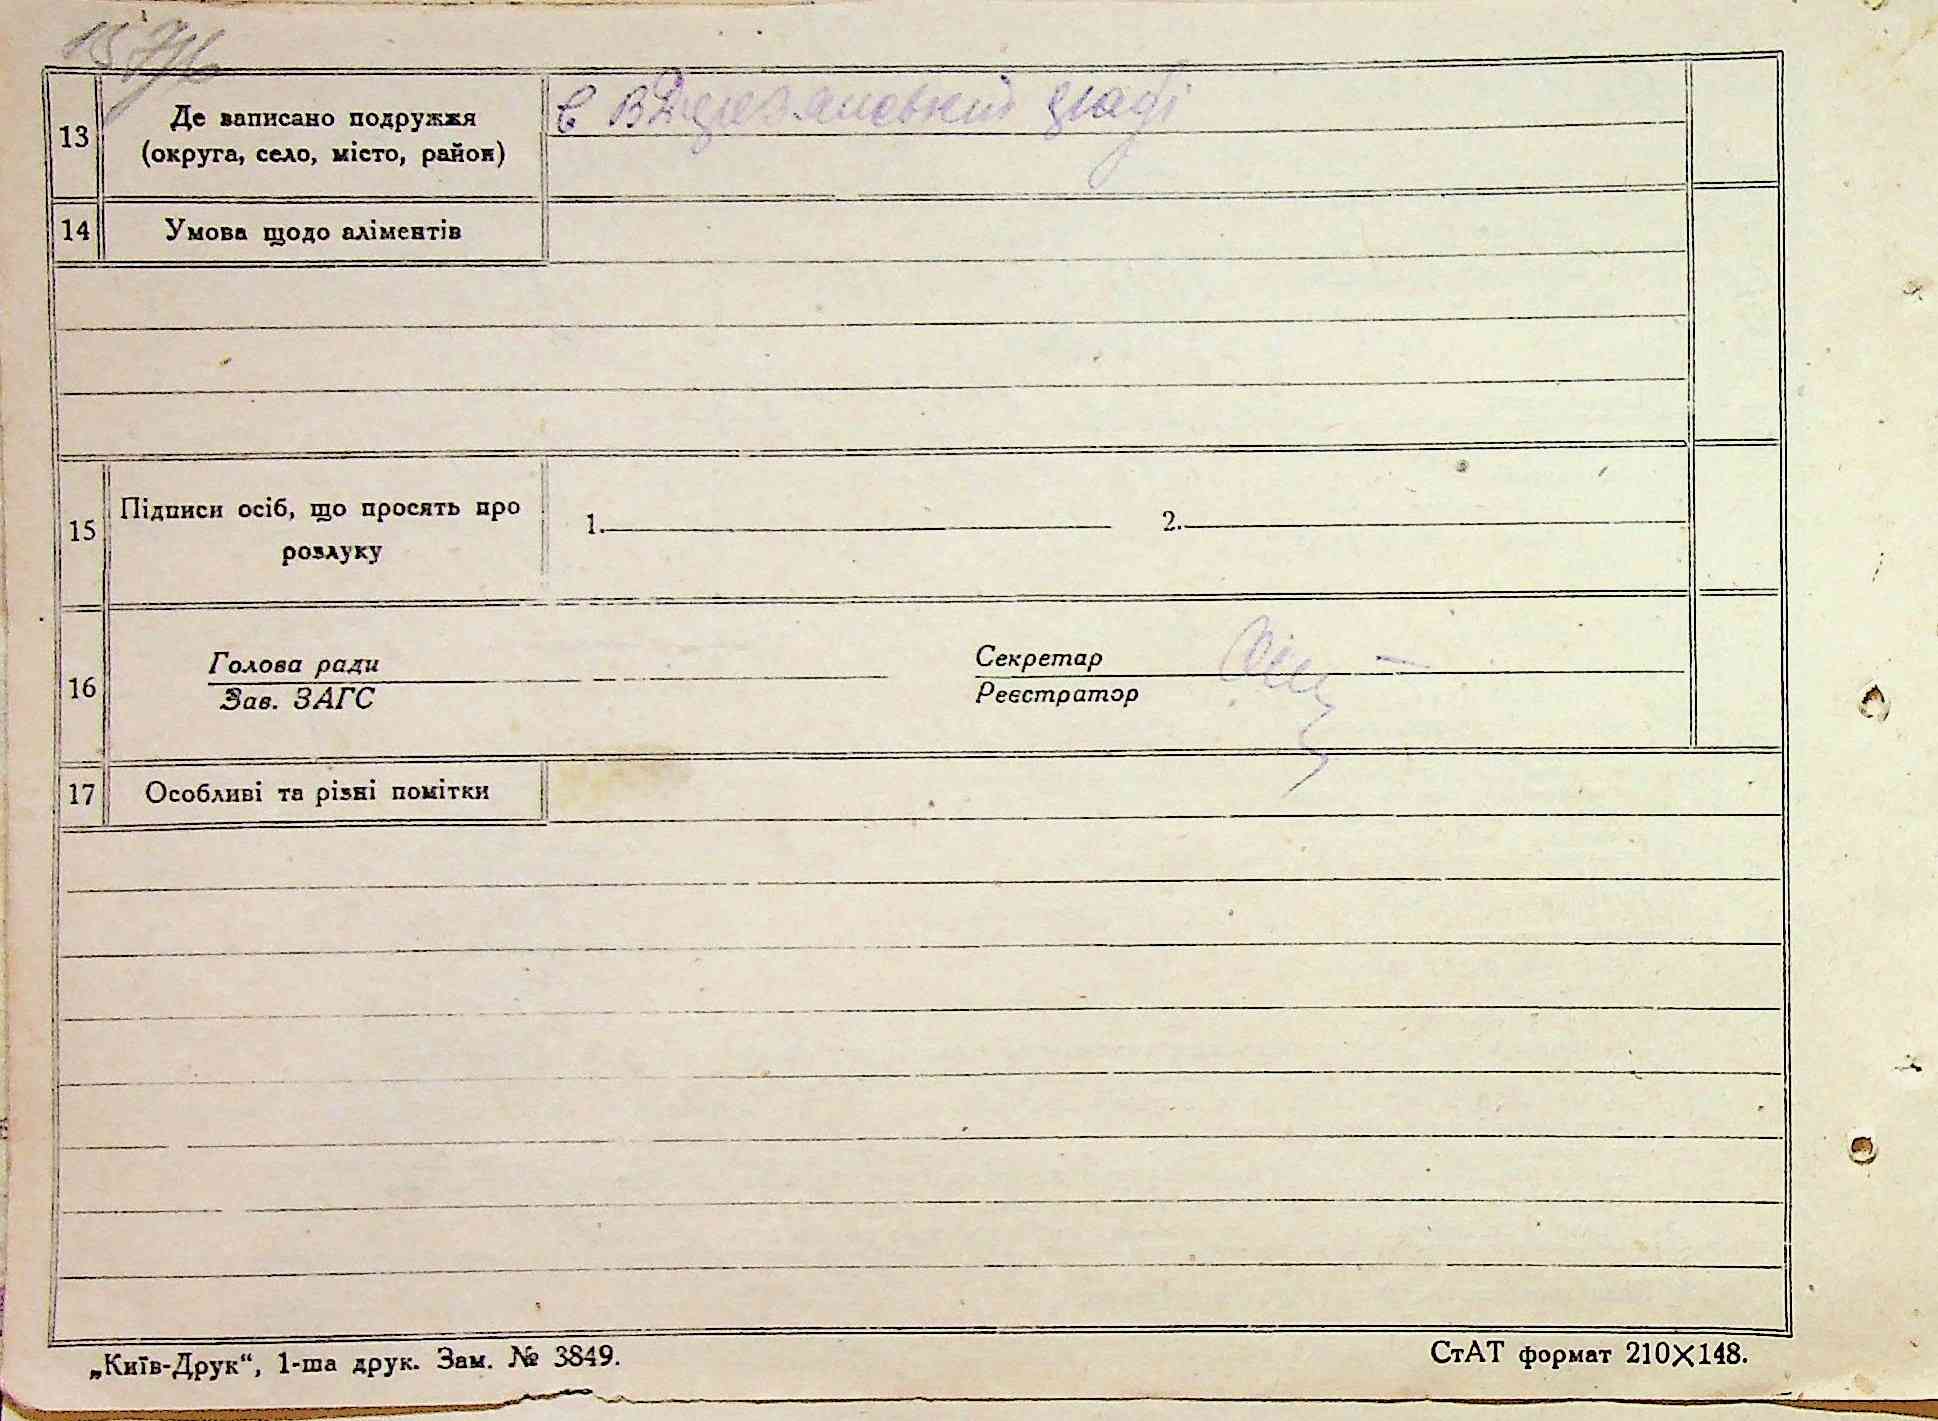 13
Де записано подружжя
(округа, село, місто, район)
14
Умова щодо аліментів
15
Підписи осіб, що просять про
розлуку
1.
2.
16
Голова ради
Зав. ЗАГС
Секретар
Реєстратор
17
Особливі та різні помітки
„Київ-Друк“, 1-ша друк. Зам. № 3849.
СтАТ формат 210×148.